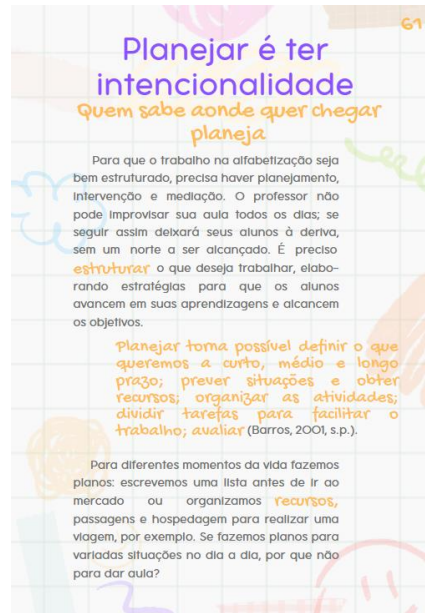 61
Planejar é ter
intencionalidade
Quem sabe aonde quer chegar
planeja
Para que o trabalho na alfabetização seja
bem estruturado, precisa haver planejamento,
intervenção e mediação. O professor não
pode improvisar sua aula todos os dias; se
seguir assim deixará seus alunos à deriva,
sem um norte a ser alcançado. É preciso
estruturar o que deseja trabalhar, elabo-
rando estratégias para que os alunos
avancem em suas aprendizagens e alcancem
os objetivos.
Planejar torna possível definir o que
queremos a curto, médio e longo
prazo; prever situações e obter
recursos; organizar as atividades;
dividir tarefas para facilitar o
trabalho; avaliar (Barros, 2001, s.p.).
Para diferentes momentos da vida fazemos
planos: escrevemos uma lista antes de ir ao
mercado ou organizamos recursos,
passagens e hospedagem para realizar uma
viagem, por exemplo. Se fazemos planos para
variadas situações no dia a dia, por que não
para dar aula?